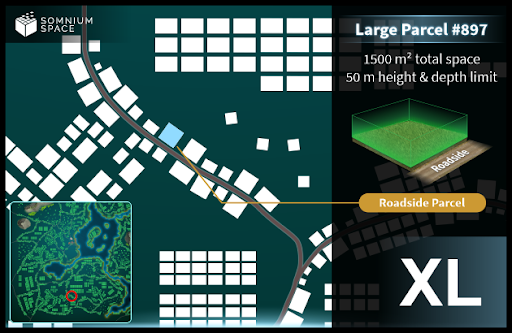 SOMNIUM
SPACE
Large Parcel #897
1500 m² total space
50 m height & depth limit
Roadside
Roadside Parcel
XL